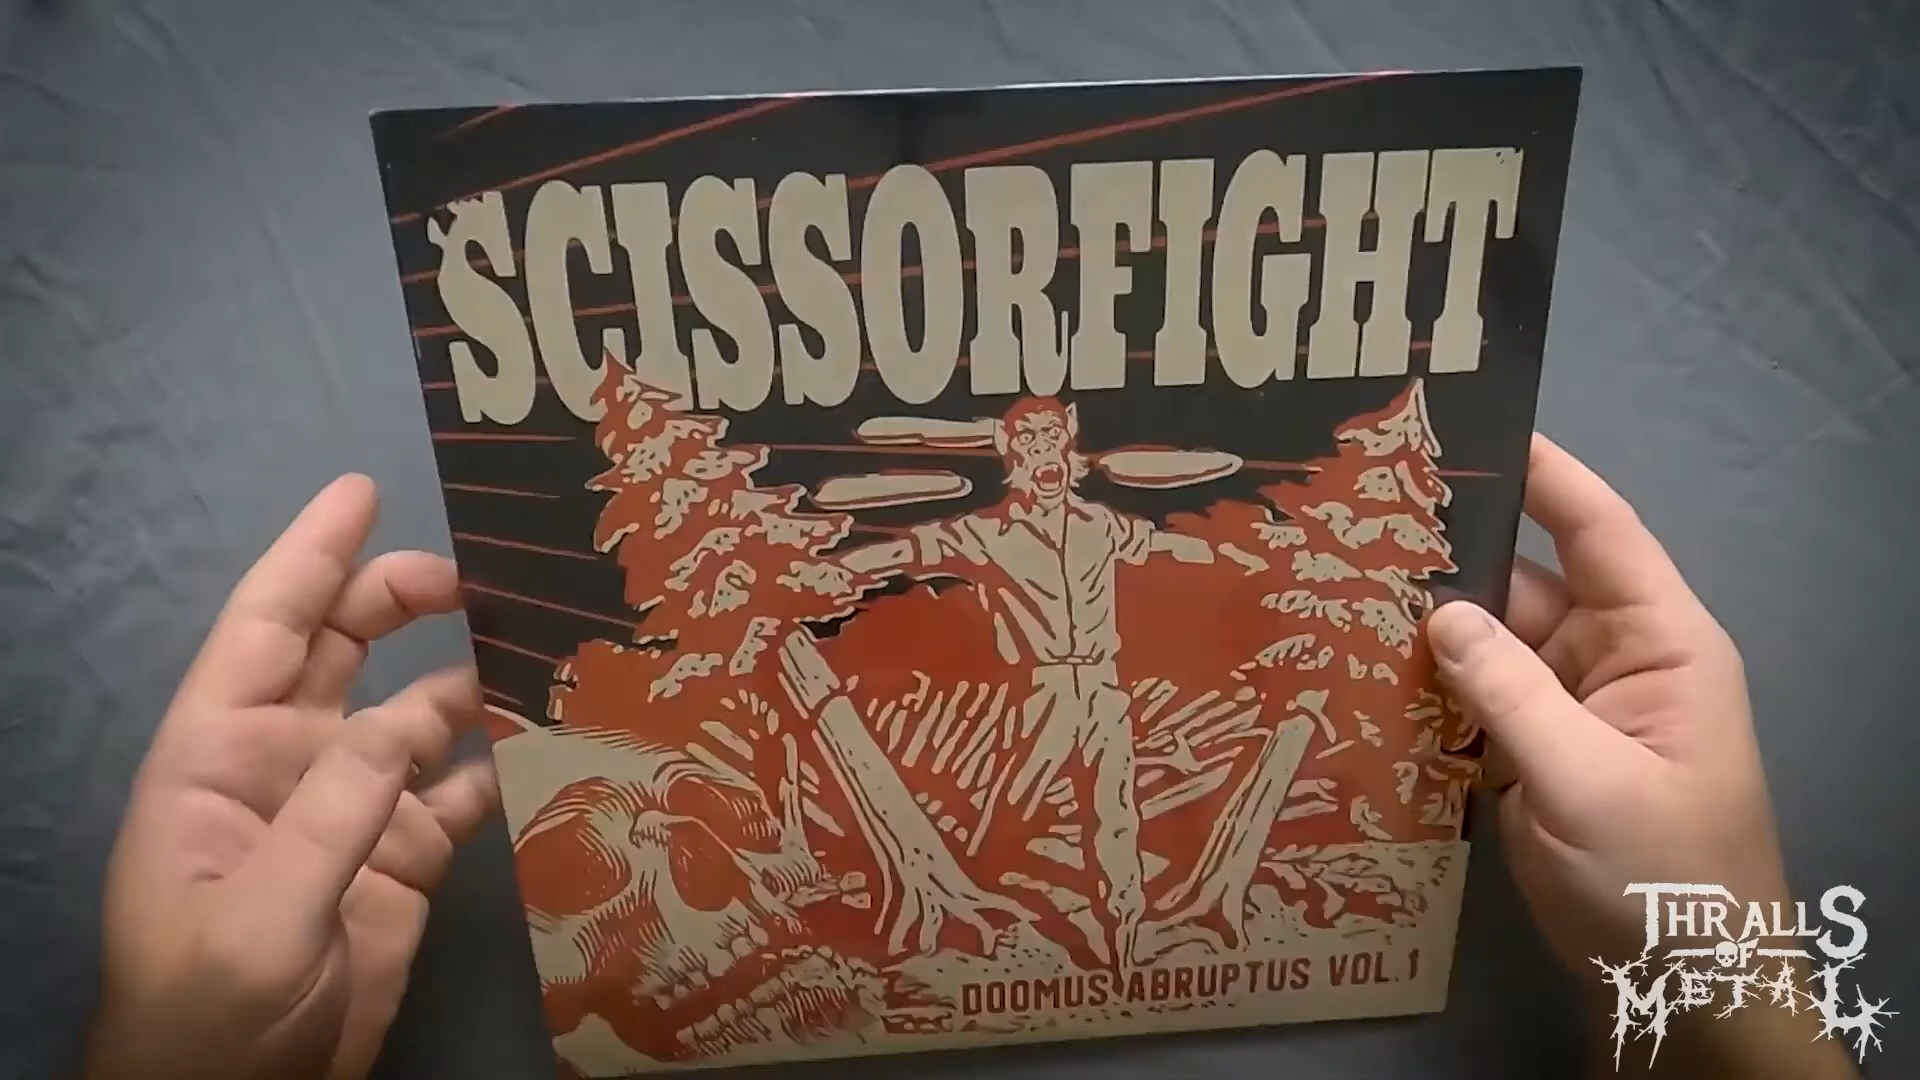 SCISSORFIGHT
DOOMUS ABRUPTUS VOL.1
THRALLS
OF
METAL